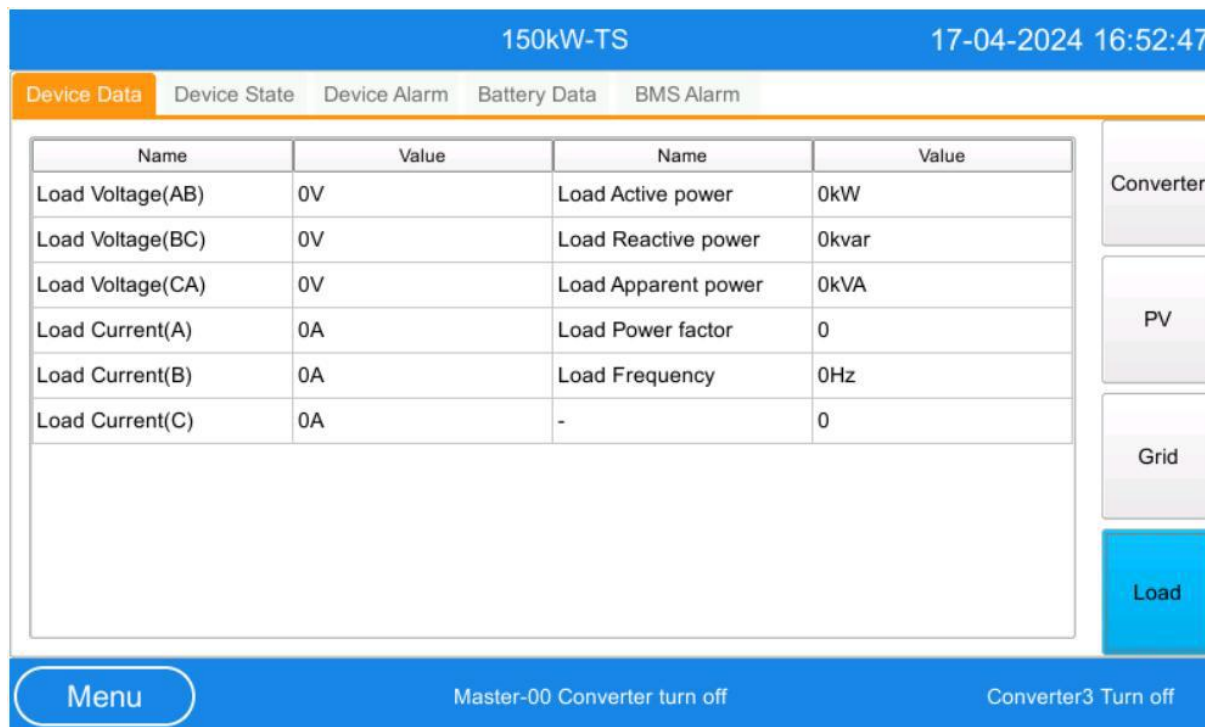 150kW-TS 17-04-2024 16:52:47
Device Data Device State Device Alarm Battery Data BMS Alarm
Name Value Name Value
Load Voltage(AB) 0V Load Active power 0kW
Load Voltage(BC) 0V Load Reactive power 0kvar
Load Voltage(CA) 0V Load Apparent power 0kVA
Load Current(A) 0A Load Power factor 0
Load Current(B) 0A Load Frequency 0Hz
Load Current(C) 0A - 0
Converter
PV
Grid
Load
Menu Master-00 Converter turn off Converter3 Turn off